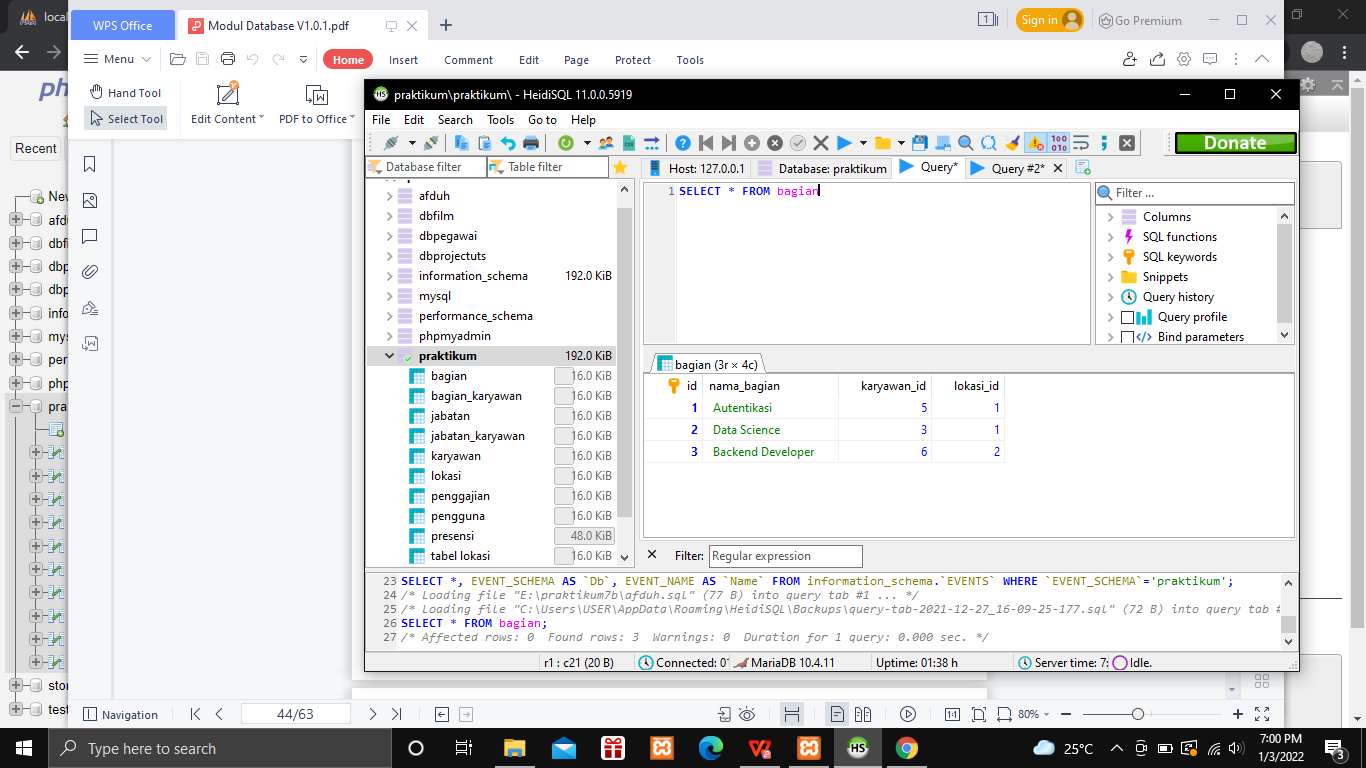 local
WPS Office
Modul Database V1.0.1.pdf
1
Sign in
Go Premium
Menu
Home
Insert
Comment
Edit
Page
Protect
Tools
Hand Tool
Select Tool
Edit Content
PDF to Office
Recent
New
praktikum\praktikum\ - HeidiSQL 11.0.0.5919
File Edit Search Tools Go to Help
Donate
Database filter
Table filter
Host: 127.0.0.1
Database: praktikum
Query*
Query #2*
afduh
dbfilm
dbpegawai
dbprojectuts
information_schema 192.0 KiB
mysql
performance_schema
phpmyadmin
praktikum 192.0 KiB
bagian 16.0 KiB
bagian_karyawan 16.0 KiB
jabatan 16.0 KiB
jabatan_karyawan 16.0 KiB
karyawan 16.0 KiB
lokasi 16.0 KiB
penggajian 16.0 KiB
pengguna 16.0 KiB
presensi 48.0 KiB
tabel lokasi 16.0 KiB
1 SELECT * FROM bagian
Filter ...
Columns
SQL functions
SQL keywords
Snippets
Query history
Query profile
Bind parameters
bagian (3r × 4c)
id nama_bagian karyawan_id lokasi_id
1 Autentikasi 5 1
2 Data Science 3 1
3 Backend Developer 6 2
Filter: Regular expression
23 SELECT *, EVENT_SCHEMA AS `Db`, EVENT_NAME AS `Name` FROM information_schema.`EVENTS` WHERE `EVENT_SCHEMA`='praktikum';
24 /* Loading file "E:\praktikum7b\afduh.sql" (77 B) into query tab #1 ... */
25 /* Loading file "C:\Users\USER\AppData\Roaming\HeidiSQL\Backups\query-tab-2021-12-27_16-09-25-177.sql" (72 B) into query tab #
26 SELECT * FROM bagian;
27 /* Affected rows: 0 Found rows: 3 Warnings: 0 Duration for 1 query: 0.000 sec. */
r1 : c21 (20 B)
Connected: 01
MariaDB 10.4.11
Uptime: 01:38 h
Server time: 7:
Idle.
Navigation
44/63
80%
Type here to search
25°C
7:00 PM
1/3/2022
3